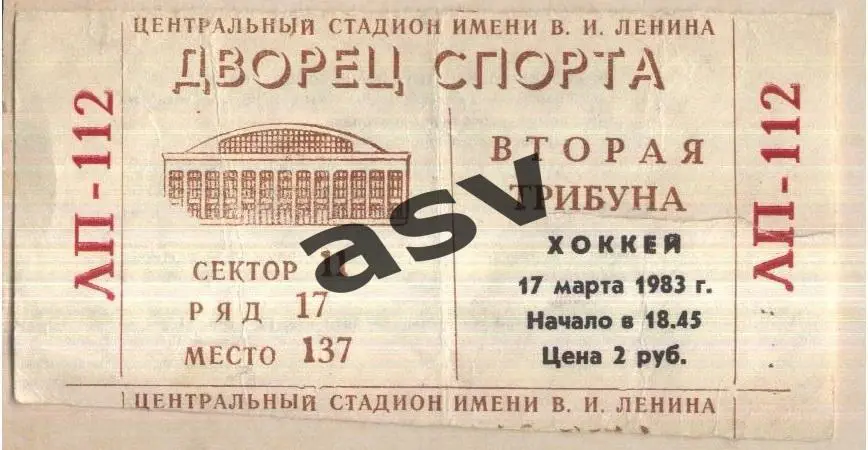 ЦЕНТРАЛЬНЫЙ СТАДИОН ИМЕНИ В. И. ЛЕНИНА
ДВОРЕЦ СПОРТА
ЛП-112
ВТОРАЯ
ТРИБУНА
СЕКТОР 11
РЯД 17
МЕСТО 137
ХОККЕЙ
17 марта 1983 г.
Начало в 18.45
Цена 2 руб.
ЛП-112
ЦЕНТРАЛЬНЫЙ СТАДИОН ИМЕНИ В. И. ЛЕНИНА
asv